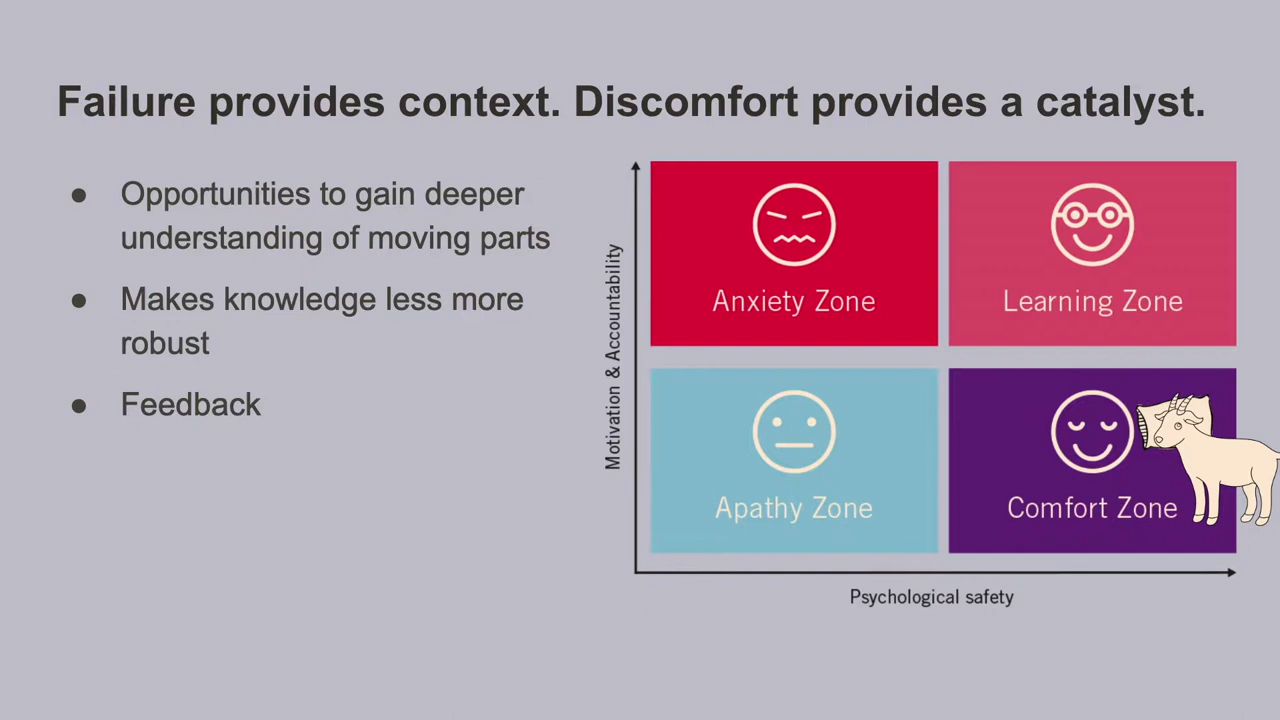 Failure provides context. Discomfort provides a catalyst.
● Opportunities to gain deeper
understanding of moving parts
● Makes knowledge less more
robust
● Feedback
Motivation & Accountability
Anxiety Zone
Learning Zone
Apathy Zone
Comfort Zone
Psychological safety